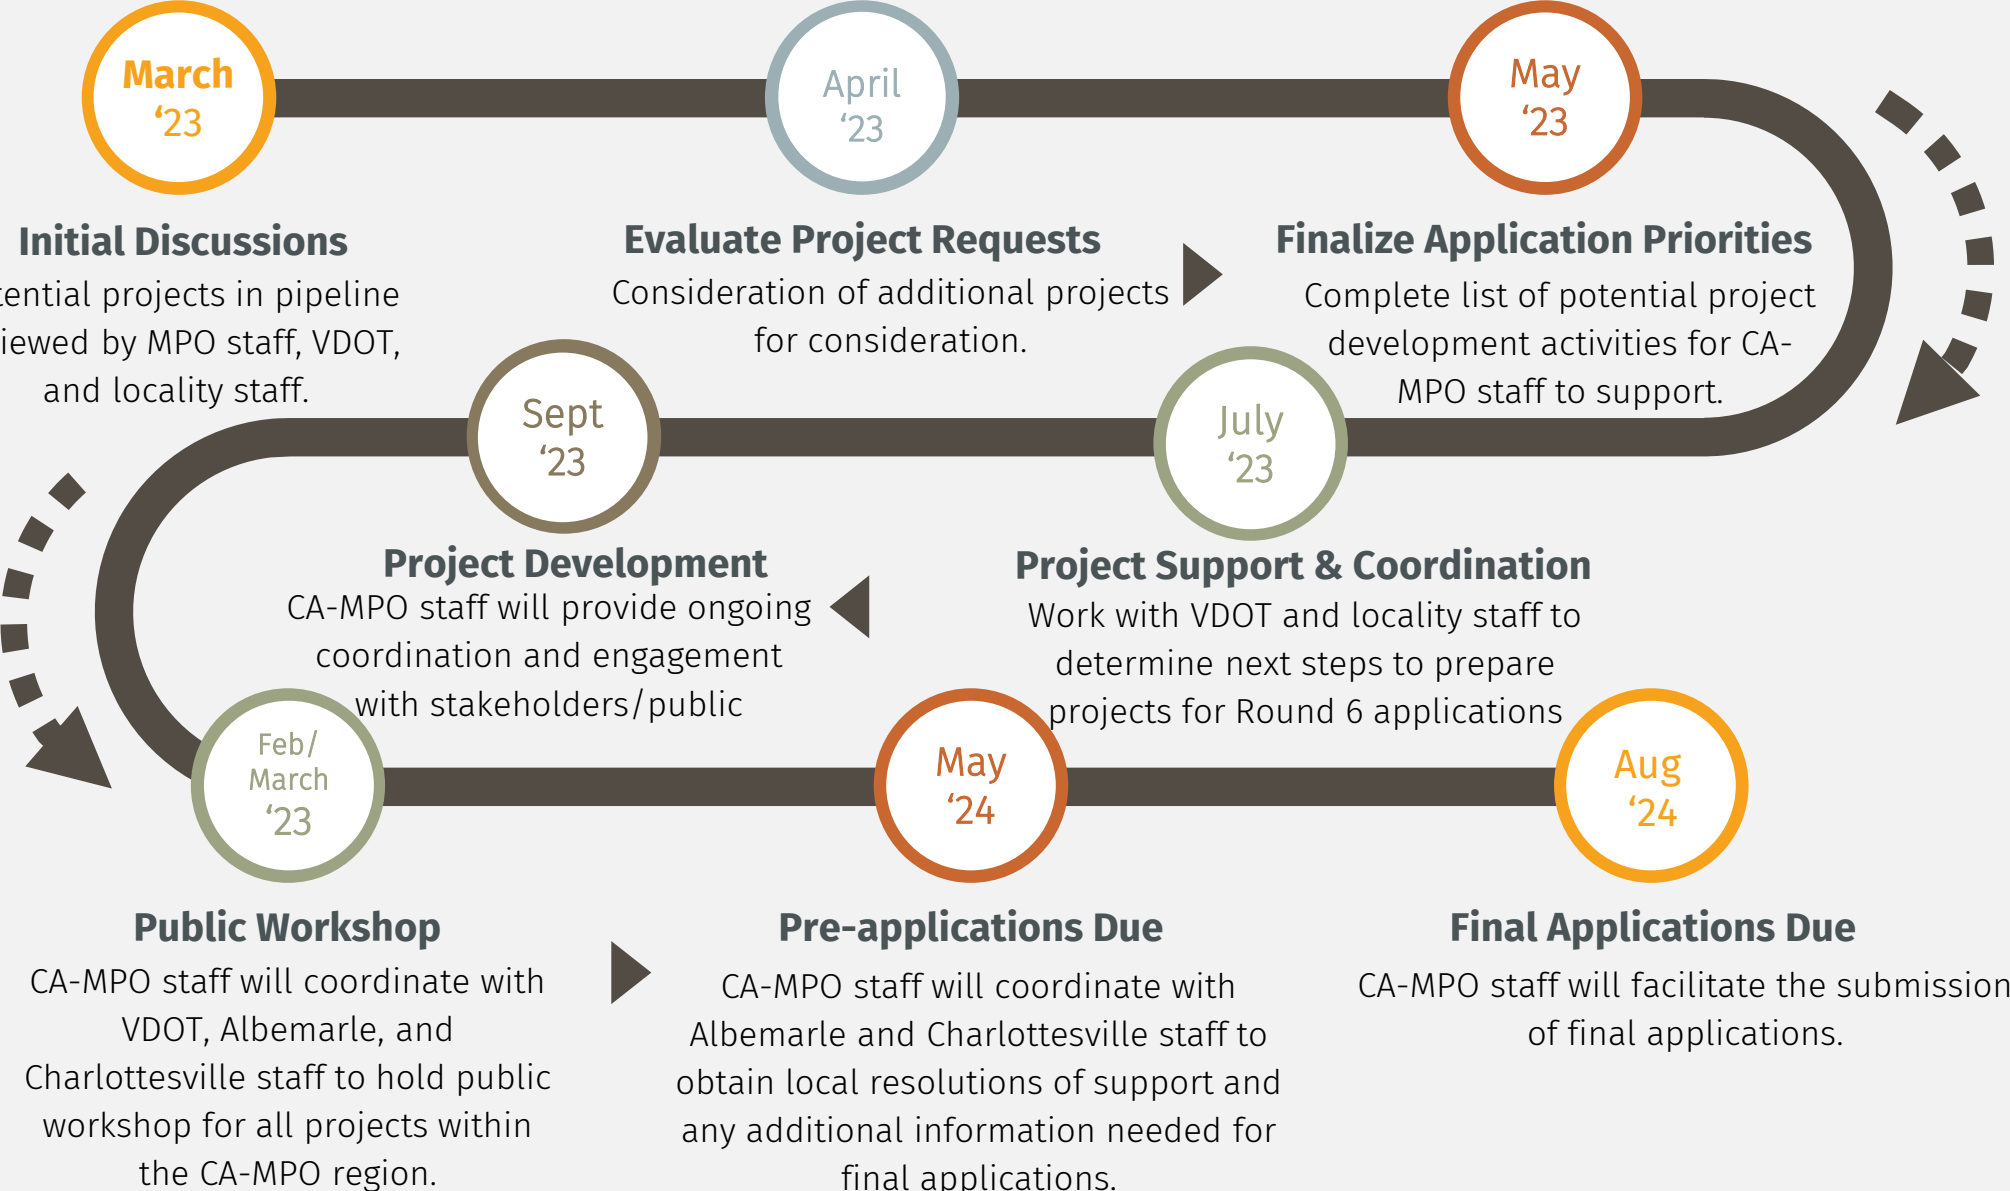 March
‘23
April
‘23
May
‘23
Initial Discussions
tential projects in pipeline
iewed by MPO staff, VDOT,
and locality staff.
Evaluate Project Requests
Consideration of additional projects
for consideration.
Finalize Application Priorities
Complete list of potential project
development activities for CA-
MPO staff to support.
July
‘23
Project Support & Coordination
Work with VDOT and locality staff to
determine next steps to prepare
projects for Round 6 applications
Sept
‘23
Project Development
CA-MPO staff will provide ongoing
coordination and engagement
with stakeholders/public
Feb/
March
‘23
Public Workshop
CA-MPO staff will coordinate with
VDOT, Albemarle, and
Charlottesville staff to hold public
workshop for all projects within
the CA-MPO region.
May
‘24
Pre-applications Due
CA-MPO staff will coordinate with
Albemarle and Charlottesville staff to
obtain local resolutions of support and
any additional information needed for
final applications.
Aug
‘24
Final Applications Due
CA-MPO staff will facilitate the submission
of final applications.